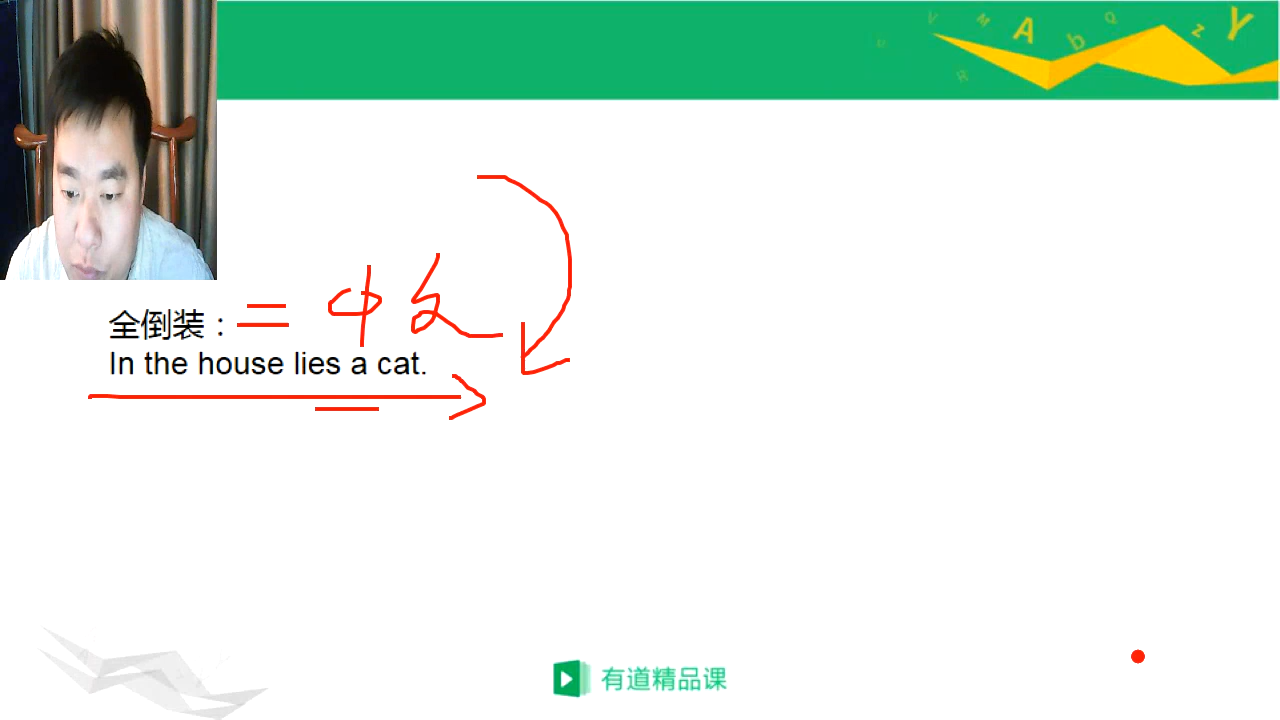 全倒装：= 中文
In the house lies a cat.
有道精品课